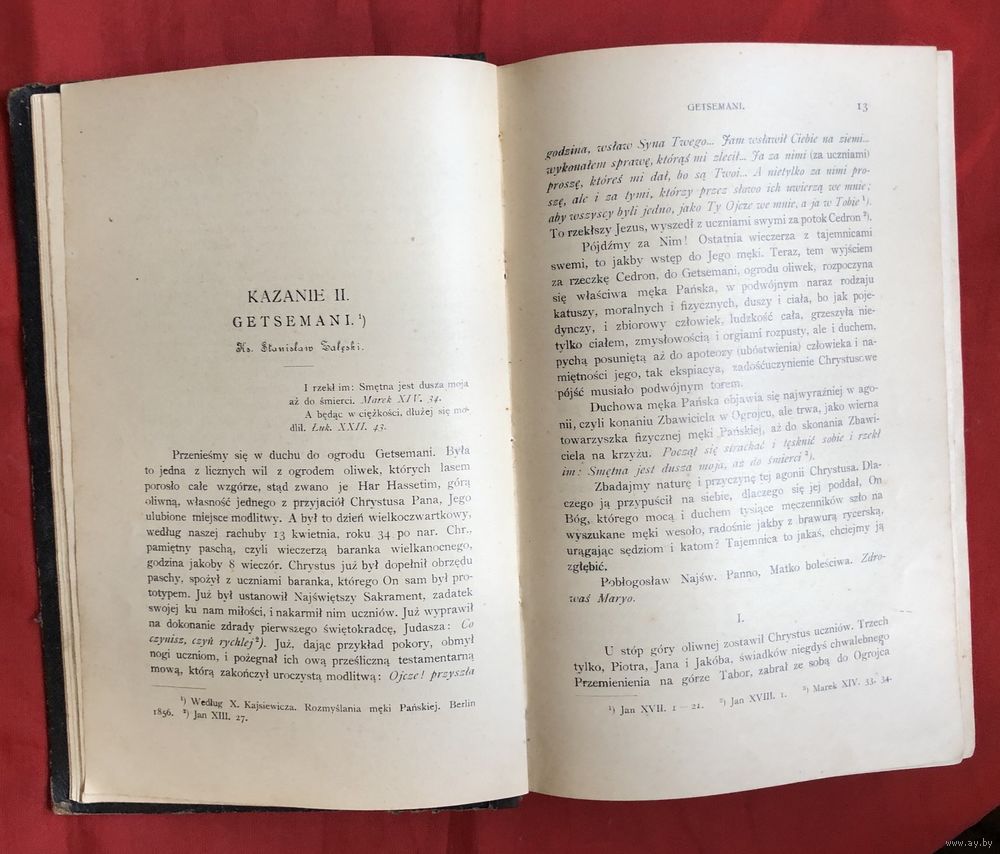 KAZANIE II.
GETSEMANI. ¹)
Ks. Stanisław Załęski.
I rzekł im: Smętna jest dusza moja
aż do śmierci. Marek XIV. 34.
A będąc w ciężkości, dłużej się mo-
dlił. Łuk. XXII. 43.
Przenieśmy się w duchu do ogrodu Getsemani. Była
to jedna z licznych wil z ogrodem oliwek, których lasem
porosło całe wzgórze, stąd zwano je Har Hassetim, górą
oliwną, własność jednego z przyjaciół Chrystusa Pana, Jego
ulubione miejsce modlitwy. A był to dzień wielkoczwartkowy,
według naszej rachuby 13 kwietnia, roku 34 po nar. Chr.,
pamiętny paschą, czyli wieczerzą baranka wielkanocnego,
godzina jakoby 8 wieczór. Chrystus już był dopełnił obrzędu
paschy, spożył z uczniami baranka, którego On sam był pro-
totypem. Już był ustanowił Najświętszy Sakrament, zadatek
swojej ku nam miłości, i nakarmił nim uczniów. Już wyprawił
na dokonanie zdrady pierwszego świętokradcę, Judasza: Co
czynisz, czyń rychlej²). Już, dając przykład pokory, obmył
nogi uczniom, i pożegnał ich ową prześliczną testamentarną
mową, którą zakończył uroczystą modlitwą: Ojcze! przyszła
¹) Według X. Kajsiewicza. Rozmyślania męki Pańskiej. Berlin
1856. ²) Jan XIII. 27.
GETSEMANI. 13
godzina, wsław Syna Twego... Jam wsławił Ciebie na ziemi...
wykonałem sprawę, którąś mi zlecił... Ja za nimi (za uczniami)
proszę, któreś mi dał, bo są Twoi... A nietylko za nimi pro-
szę, ale i za tymi, którzy przez słowo ich uwierzą we mnie;
aby wszyscy byli jedno, jako Ty Ojcze we mnie, a ja w Tobie ¹).
To rzekłszy Jezus, wyszedł z uczniami swymi za potok Cedron ²).
Pójdźmy za Nim! Ostatnia wieczerza z tajemnicami
swemi, to jakby wstęp do Jego męki. Teraz, tem wyjściem
za rzeczkę Cedron, do Getsemani, ogrodu oliwek, rozpoczyna
się właściwa męka Pańska, w podwójnym naraz rodzaju
katuszy, moralnych i fizycznych, duszy i ciała, bo jak poje-
dynczy, i zbiorowy człowiek, ludzkość cała, grzeszyła nie-
tylko ciałem, zmysłowością i orgiami rozpusty, ale i duchem,
pychą posuniętą aż do apoteozy (ubóstwienia) człowieka i na-
miętności jego, tak ekspiacya, zadośćuczynienie Chrystusowe
pójść musiało podwójnym torem.
Duchowa męka Pańska objawia się najwyraźniej w ago-
nii, czyli konaniu Zbawiciela w Ogrojcu, ale trwa, jako wierna
towarzyszka fizycznej męki Pańskiej, aż do skonania Zbawi-
ciela na krzyżu. Począł się strachać i tęsknić sobie i rzekł
im: Smętna jest dusza moja, aż do śmierci ³).
Zbadajmy naturę i przyczynę tej agonii Chrystusa. Dla-
czego ją przypuścił na siebie, dlaczego się jej poddał, On
Bóg, którego mocą i duchem tysiące męczenników szło na
wyszukane męki wesoło, radośnie jakby z brawurą rycerską,
urągając sędziom i katom? Tajemnica to jakaś, chciejmy ją
zgłębić.
Pobłogosław Najśw. Panno, Matko boleściwa. Zdro-
waś Maryo.
I.
U stóp góry oliwnej zostawił Chrystus uczniów. Trzech
tylko, Piotra, Jana i Jakóba, świadków niegdyś chwalebnego
Przemienienia na górze Tabor, zabrał ze sobą do Ogrojca
¹) Jan XVII. 1 — 21. ²) Jan XVIII. 1. ³) Marek XIV. 33. 34.
www.ay.by